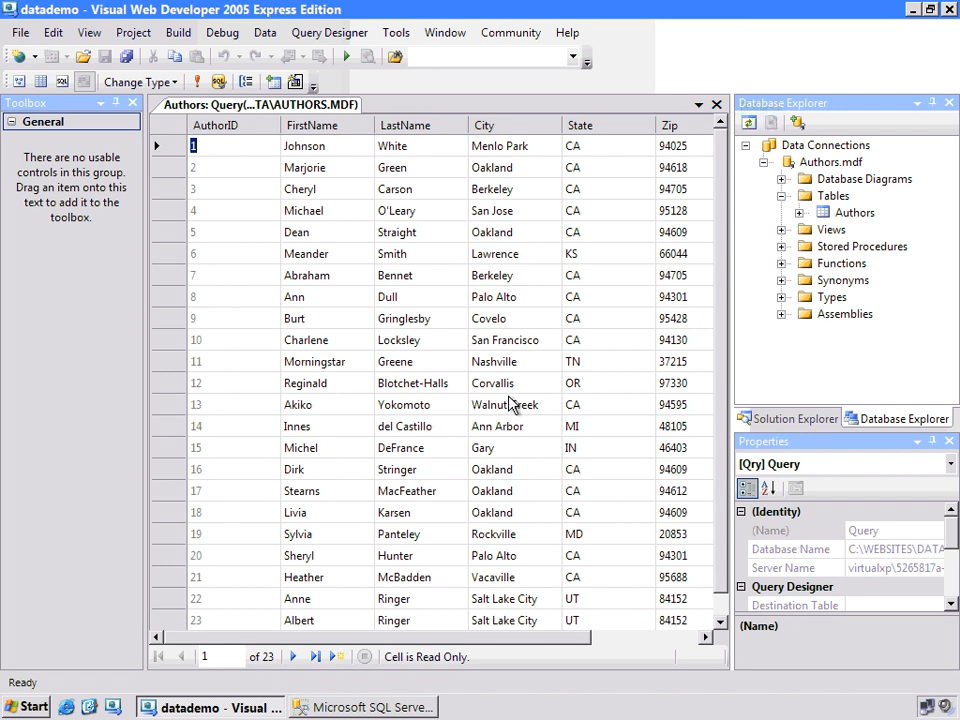 datademo - Visual Web Developer 2005 Express Edition
File Edit View Project Build Debug Data Query Designer Tools Window Community Help
SQL Change Type SQL
Toolbox
General
There are no usable
controls in this group.
Drag an item onto this
text to add it to the
toolbox.
Authors: Query(...TA\AUTHORS.MDF)
AuthorID FirstName LastName City State Zip
1 Johnson White Menlo Park CA 94025
2 Marjorie Green Oakland CA 94618
3 Cheryl Carson Berkeley CA 94705
4 Michael O'Leary San Jose CA 95128
5 Dean Straight Oakland CA 94609
6 Meander Smith Lawrence KS 66044
7 Abraham Bennet Berkeley CA 94705
8 Ann Dull Palo Alto CA 94301
9 Burt Gringlesby Covelo CA 95428
10 Charlene Locksley San Francisco CA 94130
11 Morningstar Greene Nashville TN 37215
12 Reginald Blotchet-Halls Corvallis OR 97330
13 Akiko Yokomoto Walnut Creek CA 94595
14 Innes del Castillo Ann Arbor MI 48105
15 Michel DeFrance Gary IN 46403
16 Dirk Stringer Oakland CA 94609
17 Stearns MacFeather Oakland CA 94612
18 Livia Karsen Oakland CA 94609
19 Sylvia Panteley Rockville MD 20853
20 Sheryl Hunter Palo Alto CA 94301
21 Heather McBadden Vacaville CA 95688
22 Anne Ringer Salt Lake City UT 84152
23 Albert Ringer Salt Lake City UT 84152
1 of 23 Cell is Read Only.
Database Explorer
Data Connections
Authors.mdf
Database Diagrams
Tables
Authors
Views
Stored Procedures
Functions
Synonyms
Types
Assemblies
Solution Explorer Database Explorer
Properties
[Qry] Query
(Identity)
(Name) Query
Database Name C:\WEBSITES\DATA
Server Name virtualxp\5265817a-
Query Designer
Destination Table
(Name)
Ready
Start datademo - Visual ... Microsoft SQL Serve...